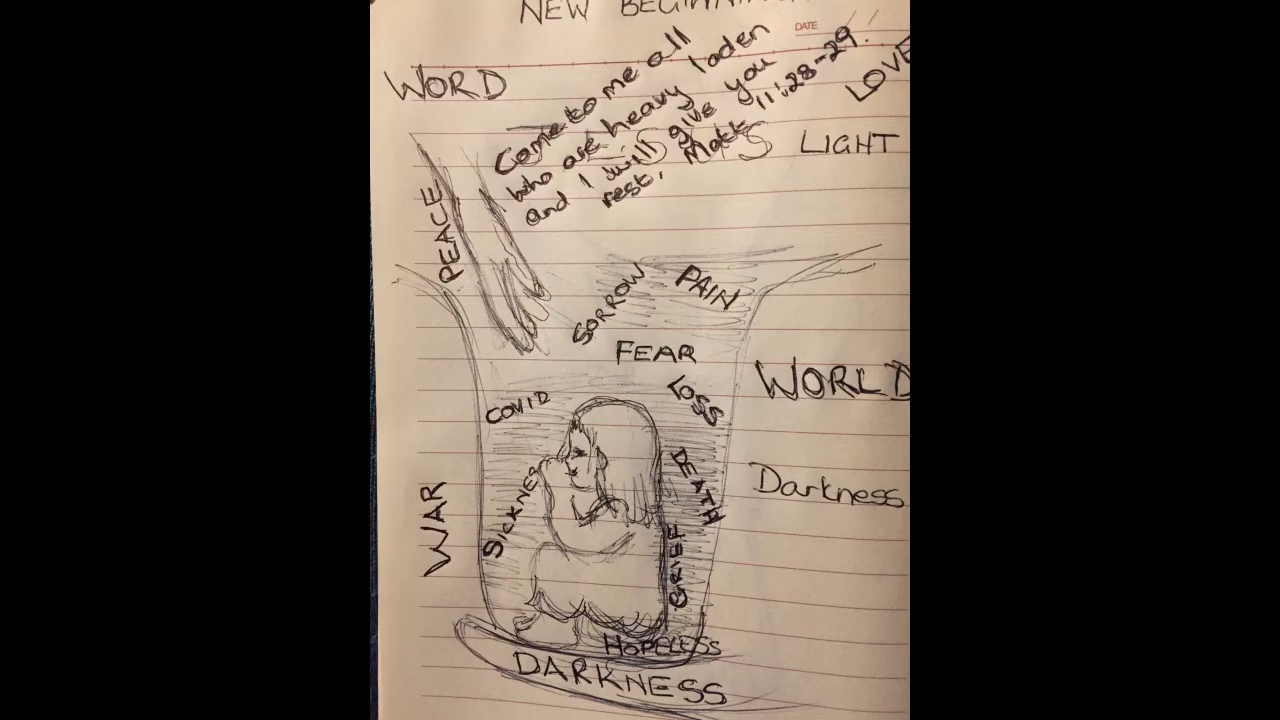 NEW BEGINNIN
DATE
WORD
Come to me all
who are heavy laden
and I will give you
rest. Matt 11:28-29.
LOVE
LIGHT
PEACE
SORROW
PAIN
FEAR
LOSS
COVID
WORLD
SICKNES
DEATH
Darkness
WAR
GRIEF
HOPELESS
DARKNESS